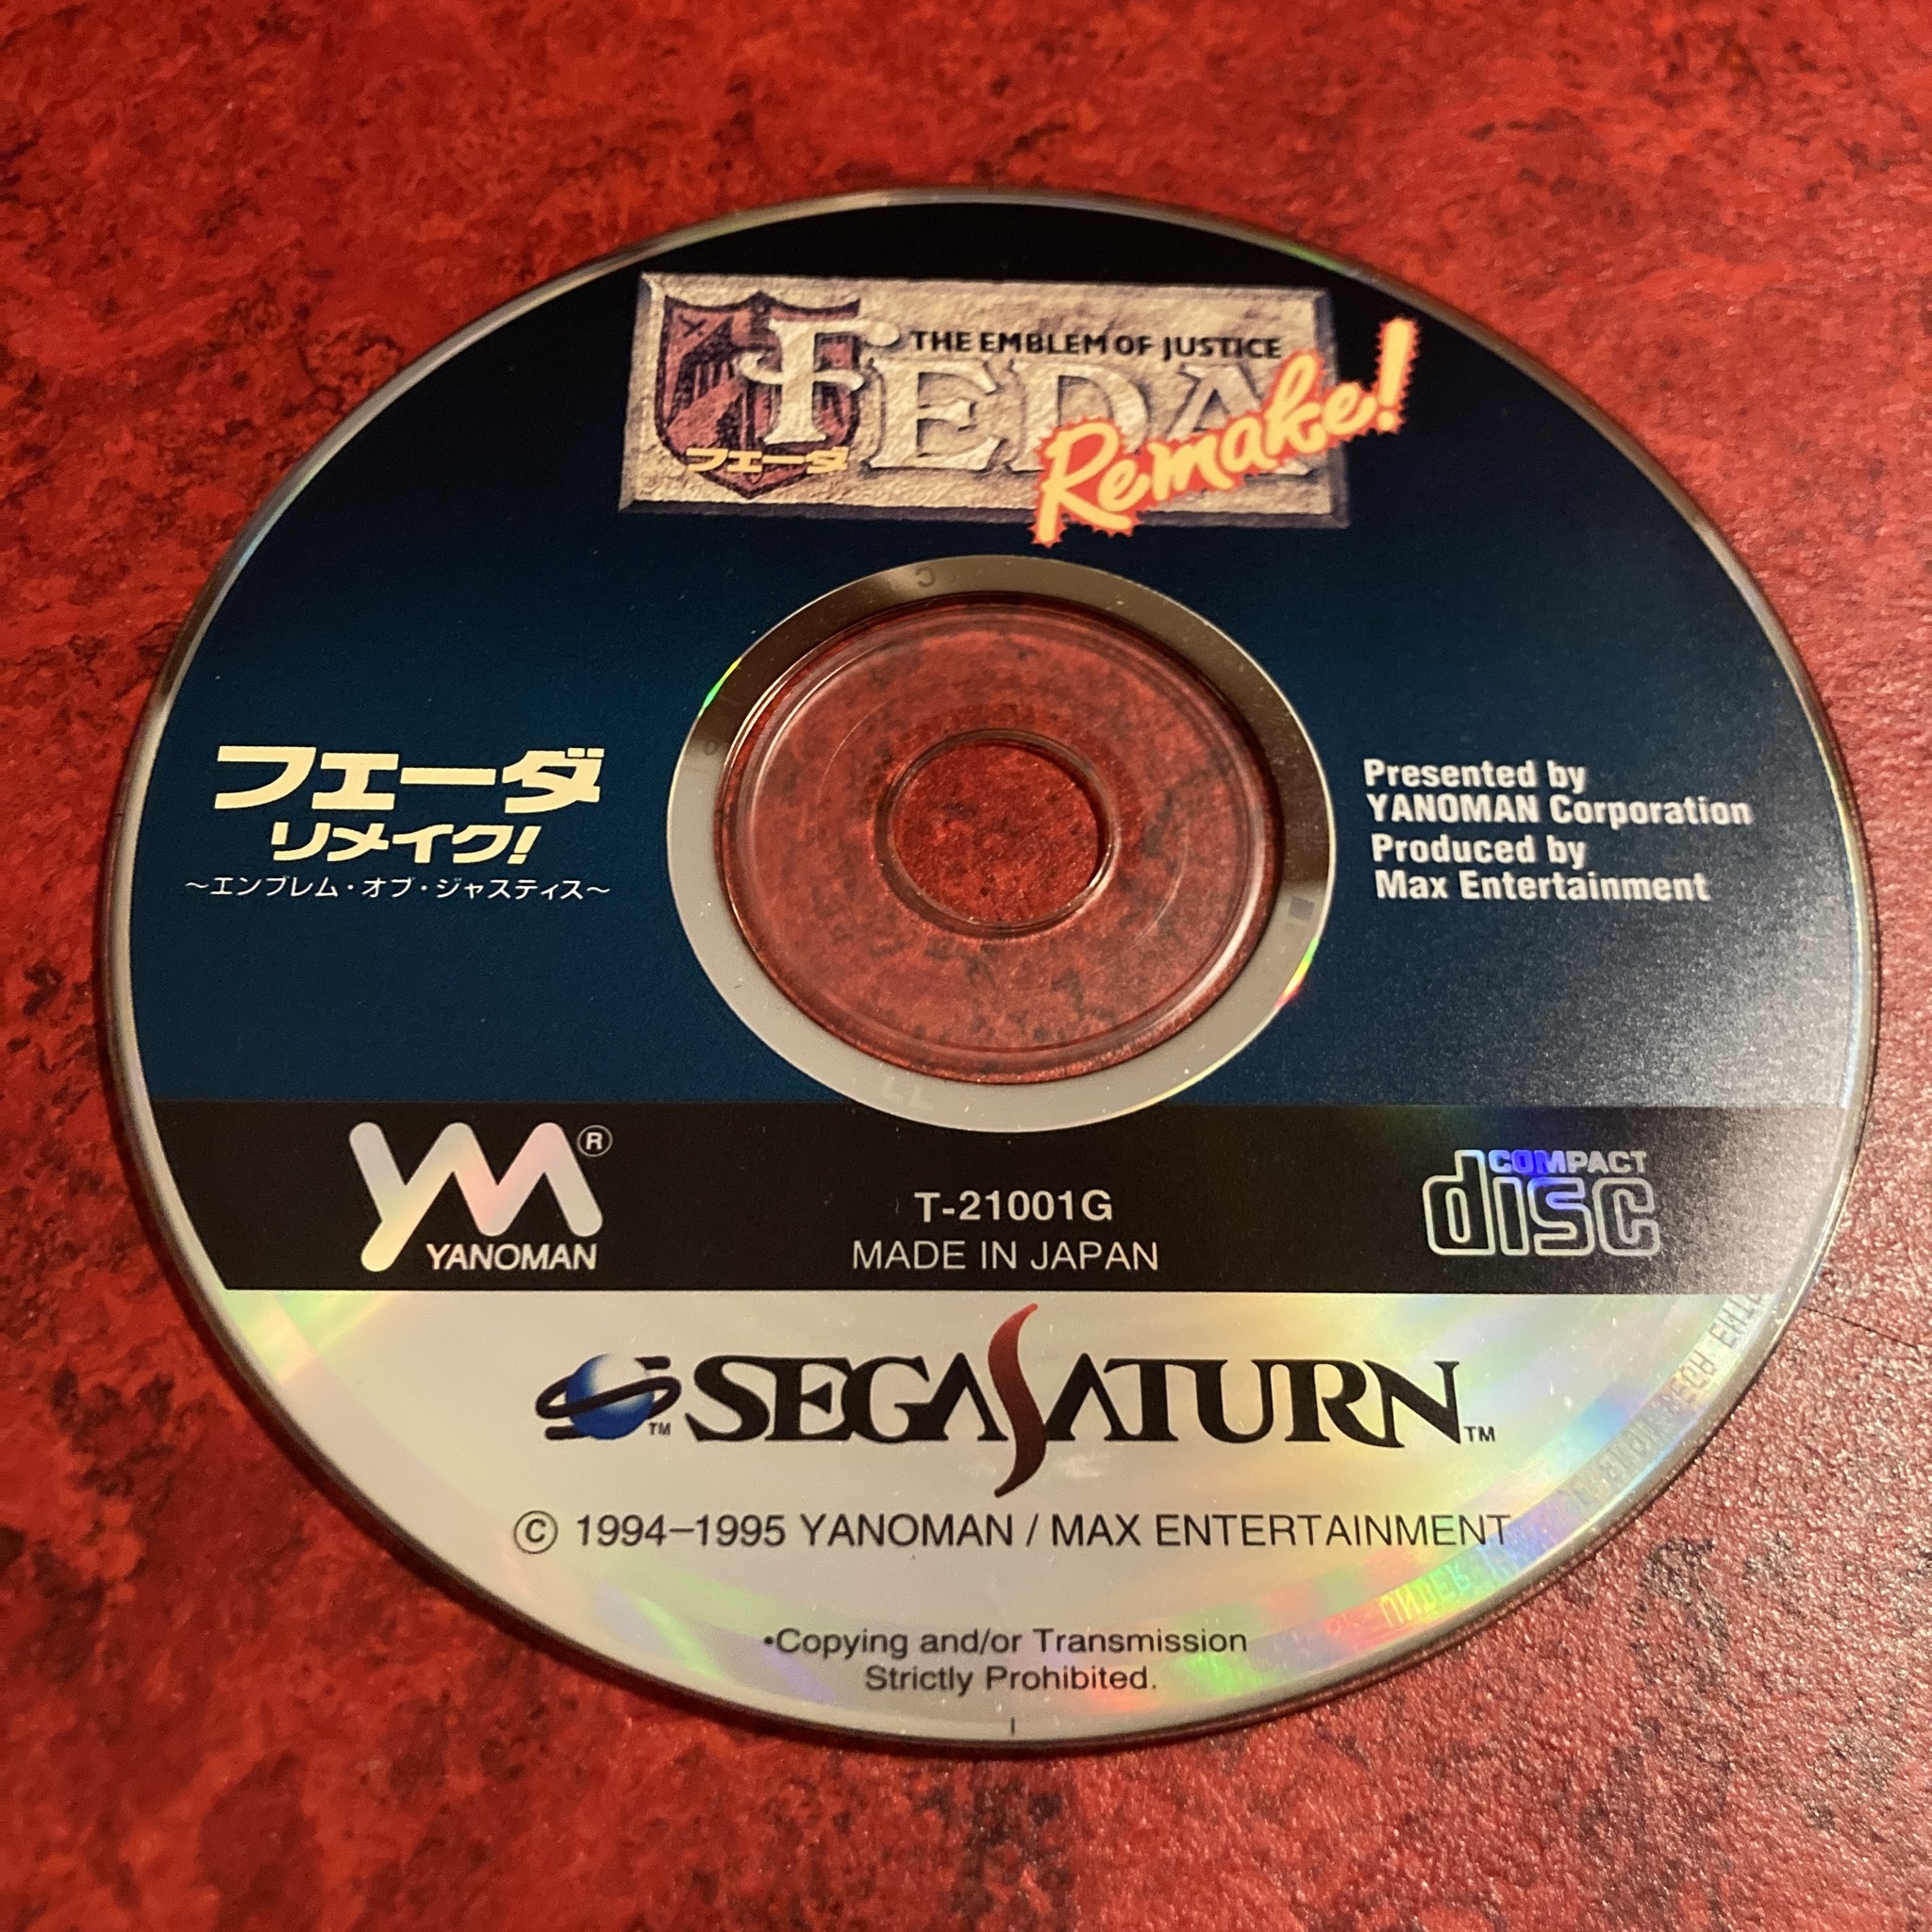 THE EMBLEM OF JUSTICE
FEDA
フェーダ
Remake!
フェーダ
リメイク!
～エンブレム・オブ・ジャスティス～
Presented by
YANOMAN Corporation
Produced by
Max Entertainment
YM®
YANOMAN
T-21001G
MADE IN JAPAN
COMPACT
disc
™SEGA SATURN™
© 1994–1995 YANOMAN / MAX ENTERTAINMENT
•Copying and/or Transmission
Strictly Prohibited.